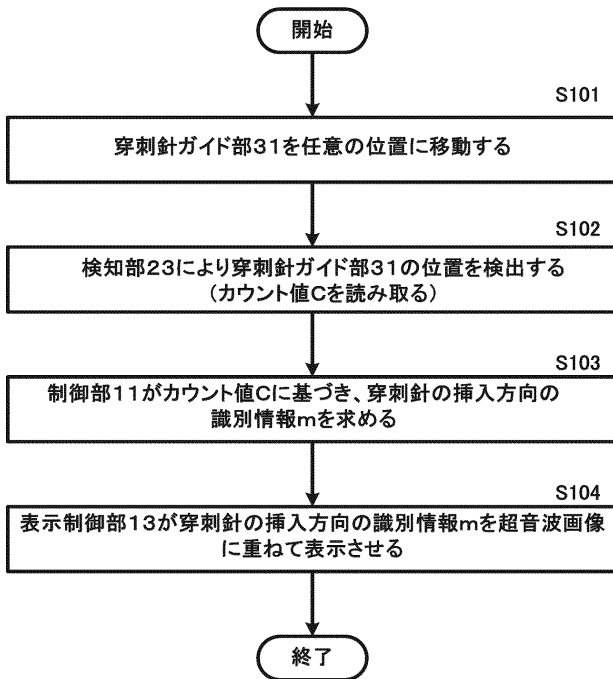 開始
S101
穿刺針ガイド部31を任意の位置に移動する
S102
検知部23により穿刺針ガイド部31の位置を検出する
(カウント値Cを読み取る)
S103
制御部11がカウント値Cに基づき、穿刺針の挿入方向の
識別情報mを求める
S104
表示制御部13が穿刺針の挿入方向の識別情報mを超音波画像
に重ねて表示させる
終了